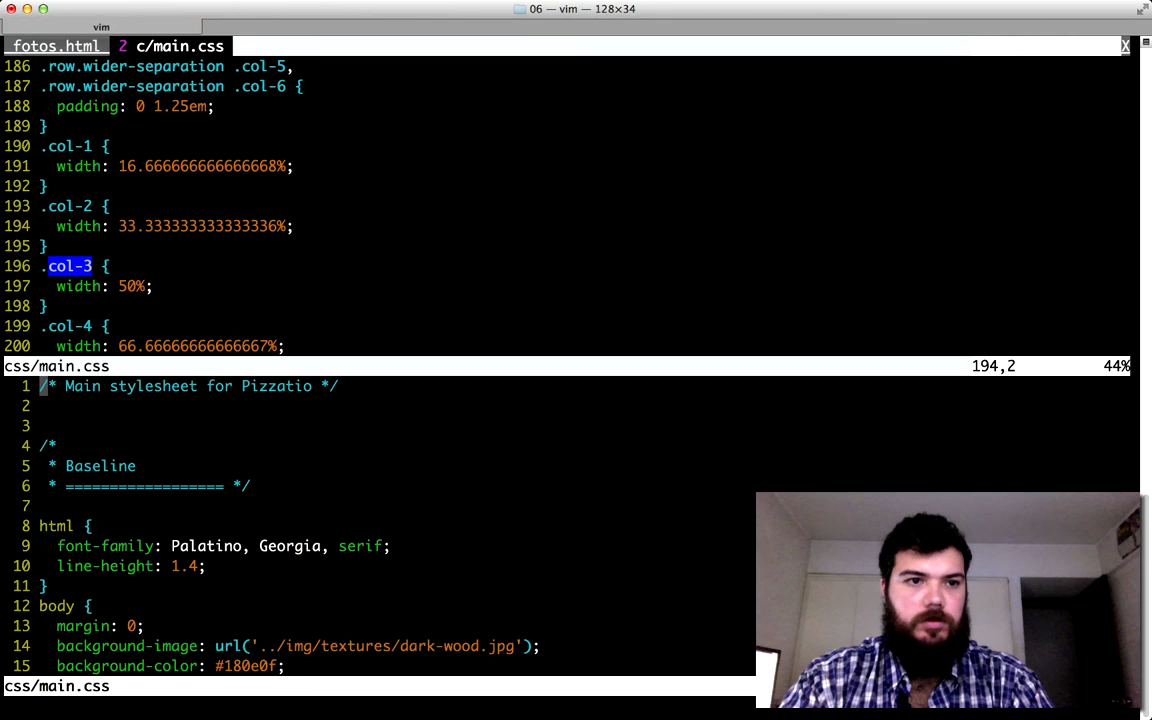 06 — vim — 128×34
vim
fotos.html 2 c/main.css X
186 .row.wider-separation .col-5,
187 .row.wider-separation .col-6 {
188 padding: 0 1.25em;
189 }
190 .col-1 {
191 width: 16.666666666666668%;
192 }
193 .col-2 {
194 width: 33.333333333333336%;
195 }
196 .col-3 {
197 width: 50%;
198 }
199 .col-4 {
200 width: 66.66666666666667%;
css/main.css 194,2 44%
1 /* Main stylesheet for Pizzatio */
2
3
4 /*
5 * Baseline
6 * ================== */
7
8 html {
9 font-family: Palatino, Georgia, serif;
10 line-height: 1.4;
11 }
12 body {
13 margin: 0;
14 background-image: url('../img/textures/dark-wood.jpg');
15 background-color: #180e0f;
css/main.css